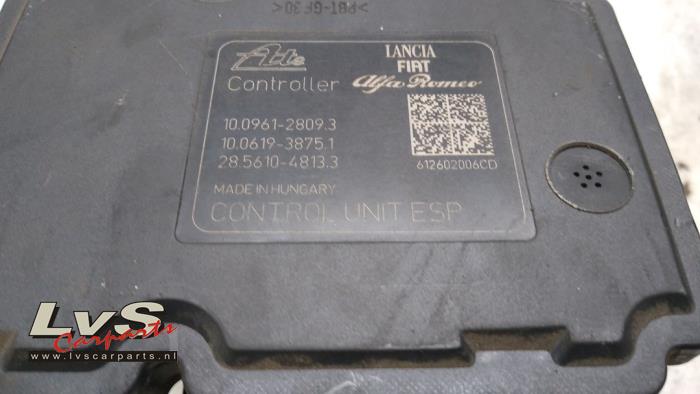 >PBT-GF30<
Ate
LANCIA
FIAT
Alfa Romeo
Controller
10.0961-2809.3
10.0619-3875.1
28.5610-4813.3
612602006CD
MADE IN HUNGARY
CONTROL UNIT ESP
LvS
Carparts
www.lvscarparts.nl